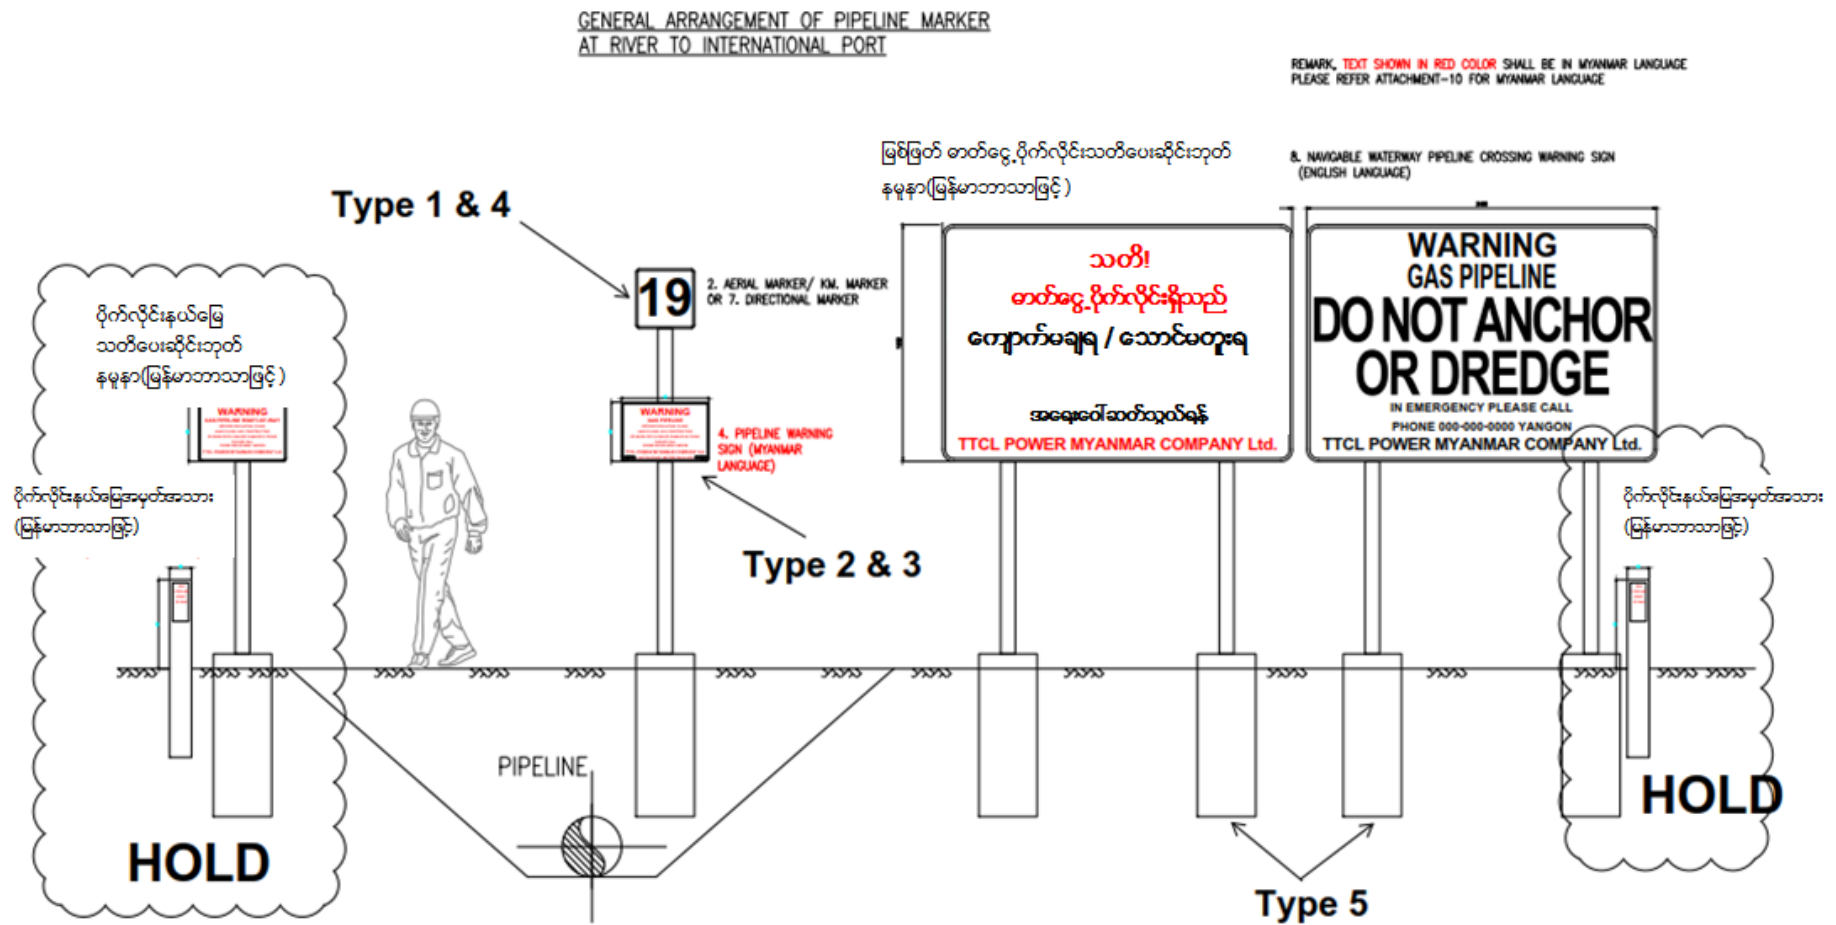 GENERAL ARRANGEMENT OF PIPELINE MARKER
AT RIVER TO INTERNATIONAL PORT
REMARK, TEXT SHOWN IN RED COLOR SHALL BE IN MYANMAR LANGUAGE
PLEASE REFER ATTACHMENT-10 FOR MYANMAR LANGUAGE
မြစ်ဖြတ် ဓာတ်ငွေ့ပိုက်လိုင်းသတိပေးဆိုင်းဘုတ်
နမူနာ(မြန်မာဘာသာဖြင့်)
8. NAVIGABLE WATERWAY PIPELINE CROSSING WARNING SIGN
(ENGLISH LANGUAGE)
Type 1 & 4
19
2. AERIAL MARKER/ KM. MARKER
OR 7. DIRECTIONAL MARKER
သတိ!
ဓာတ်ငွေ့ပိုက်လိုင်းရှိသည်
ကျောက်မချရ / သောင်မတူးရ
အရေးပေါ်ဆက်သွယ်ရန်
TTCL POWER MYANMAR COMPANY Ltd.
WARNING
GAS PIPELINE
DO NOT ANCHOR
OR DREDGE
IN EMERGENCY PLEASE CALL
PHONE 000-000-0000 YANGON
TTCL POWER MYANMAR COMPANY Ltd.
ပိုက်လိုင်းနယ်မြေ
သတိပေးဆိုင်းဘုတ်
နမူနာ(မြန်မာဘာသာဖြင့်)
WARNING
WARNING
GAS PIPELINE
4. PIPELINE WARNING
SIGN (MYANMAR
LANGUAGE)
ပိုက်လိုင်းနယ်မြေအမှတ်အသား
(မြန်မာဘာသာဖြင့်)
ပိုက်လိုင်းနယ်မြေအမှတ်အသား
(မြန်မာဘာသာဖြင့်)
Type 2 & 3
PIPELINE
HOLD
HOLD
Type 5